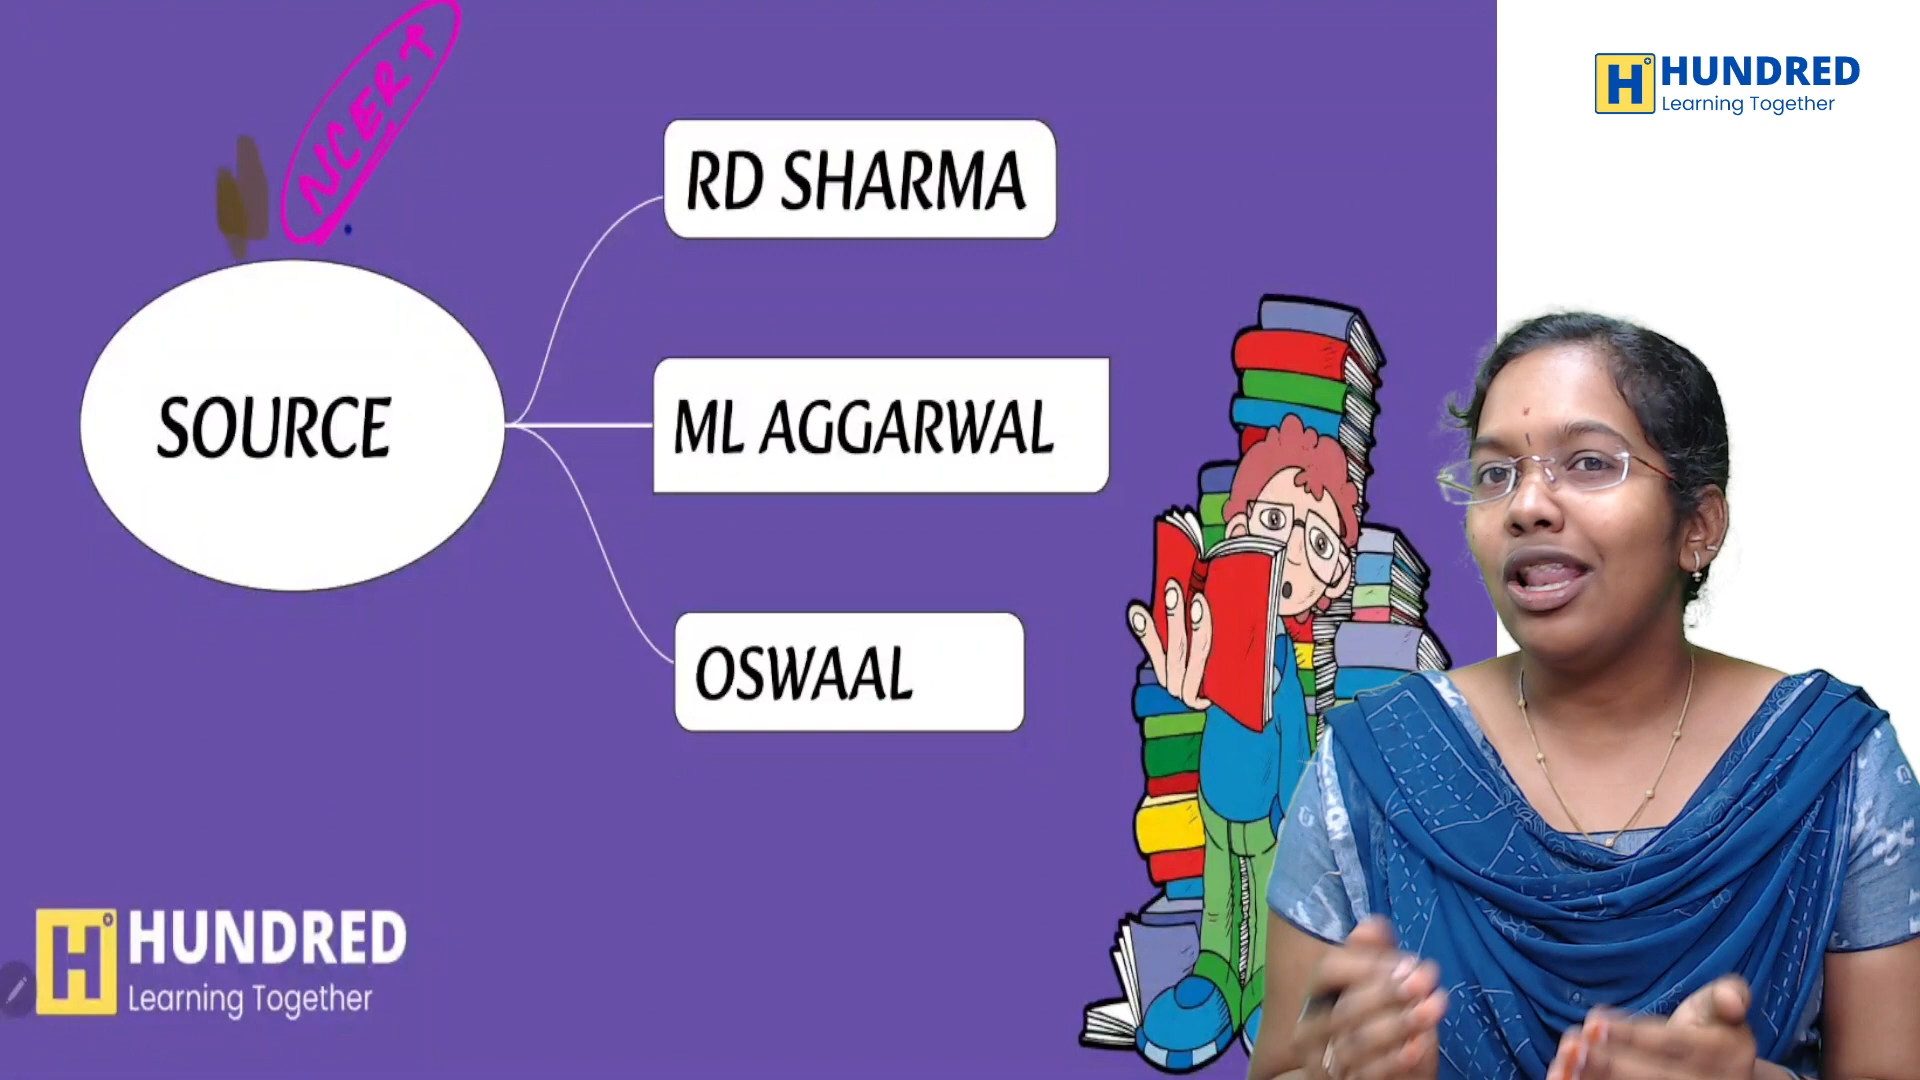 NCERT
HUNDRED
Learning Together
RD SHARMA
SOURCE
ML AGGARWAL
OSWAAL
HUNDRED
Learning Together